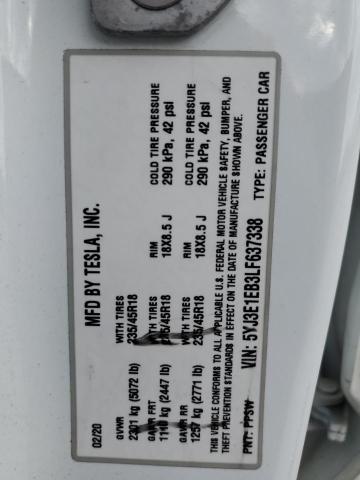 MFD BY TESLA, INC.
02/20
GVWR
2301 kg (5072 lb)
GAWR FRT WITH TIRES RIM COLD TIRE PRESSURE
1110 kg (2447 lb) 235/45R18 18X8.5 J 290 kPa, 42 psi
GAWR RR WITH TIRES RIM COLD TIRE PRESSURE
1257 kg (2771 lb) 235/45R18 18X8.5 J 290 kPa, 42 psi
THIS VEHICLE CONFORMS TO ALL APPLICABLE U.S. FEDERAL MOTOR VEHICLE SAFETY, BUMPER, AND
THEFT PREVENTION STANDARDS IN EFFECT ON THE DATE OF MANUFACTURE SHOWN ABOVE.
VIN: 5YJ3E1EB3LF637338
PNT: PPSW TYPE: PASSENGER CAR